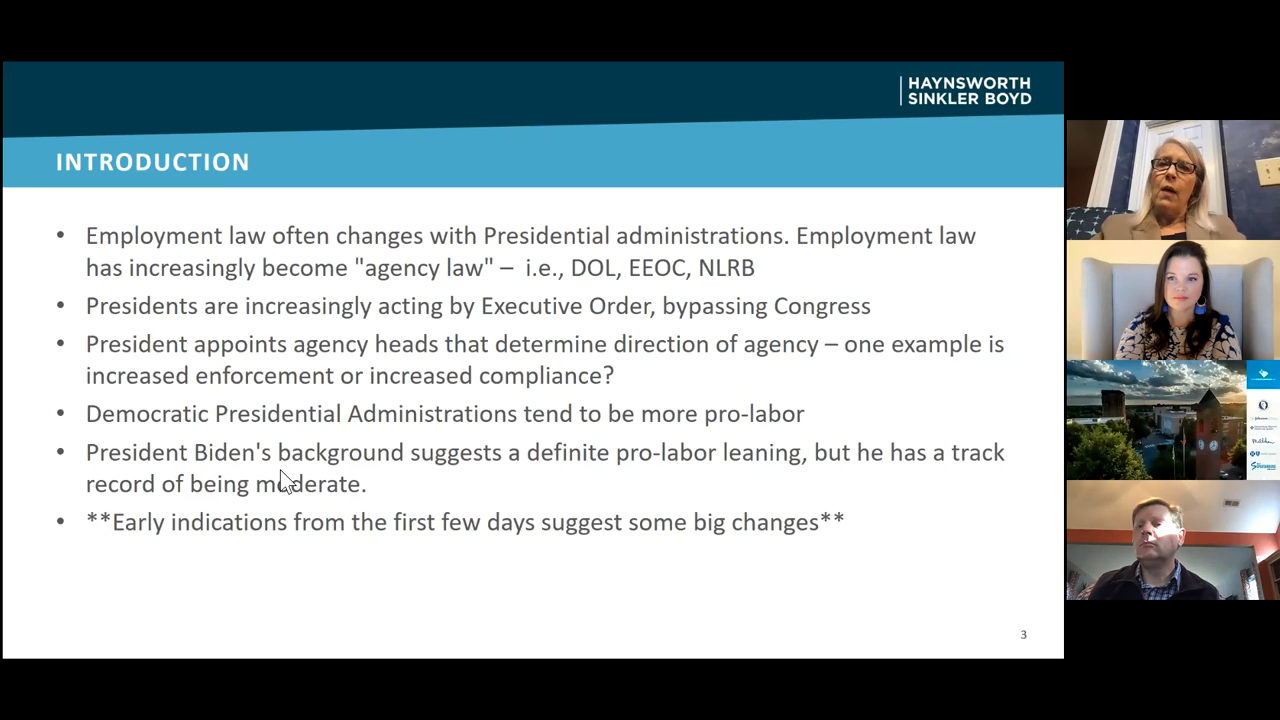 HAYNSWORTH
SINKLER BOYD
INTRODUCTION
• Employment law often changes with Presidential administrations. Employment law
has increasingly become "agency law" – i.e., DOL, EEOC, NLRB
• Presidents are increasingly acting by Executive Order, bypassing Congress
• President appoints agency heads that determine direction of agency – one example is
increased enforcement or increased compliance?
• Democratic Presidential Administrations tend to be more pro-labor
• President Biden's background suggests a definite pro-labor leaning, but he has a track
record of being moderate.
• **Early indications from the first few days suggest some big changes**
3